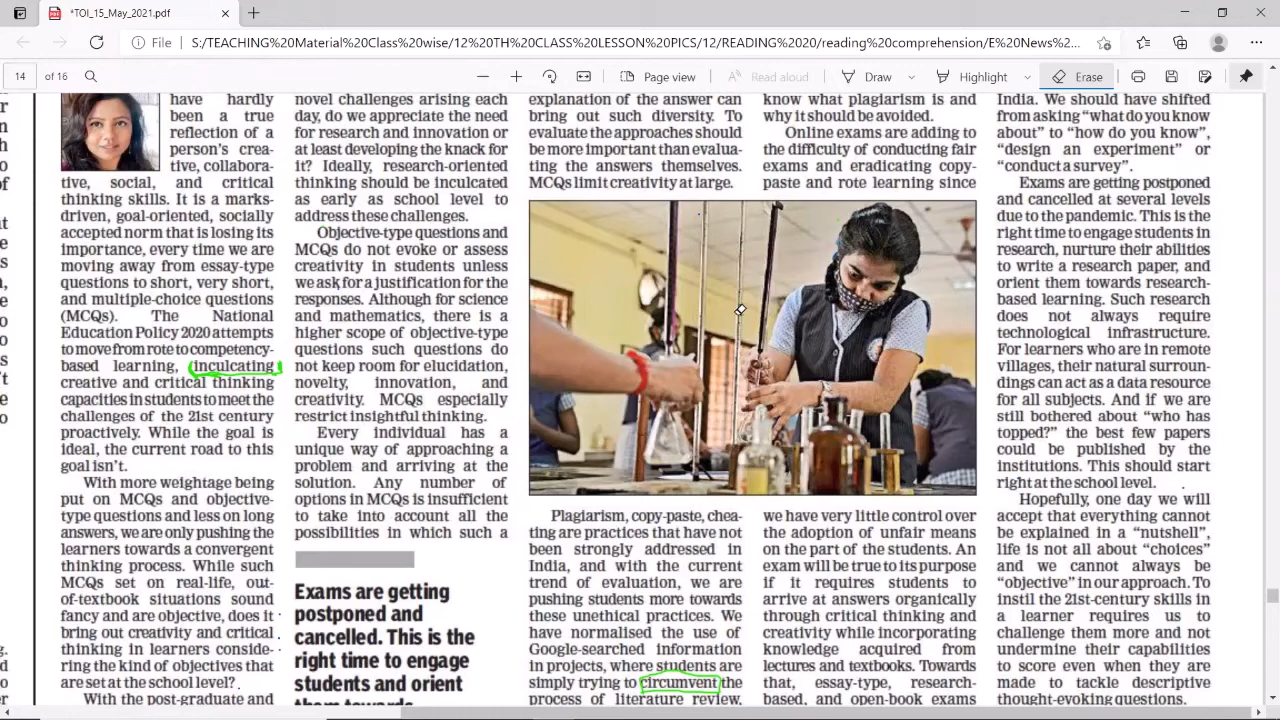 *TOI_15_May_2021.pdf
File
S:/TEACHING%20Material%20Class%20wise/12%20TH%20CLASS%20LESSON%20PICS/12/READING%202020/reading%20comprehension/E%20News%2...
14 of 16
Page view
Read aloud
Draw
Highlight
Erase
have hardly
been a true
reflection of a
person's crea-
tive, collabora-
tive, social, and critical
thinking skills. It is a marks-
driven, goal-oriented, socially
accepted norm that is losing its
importance, every time we are
moving away from essay-type
questions to short, very short,
and multiple-choice questions
(MCQs). The National
Education Policy 2020 attempts
to move from rote to competency-
based learning, inculcating
creative and critical thinking
capacities in students to meet the
challenges of the 21st century
proactively. While the goal is
ideal, the current road to this
goal isn't.
With more weightage being
put on MCQs and objective-
type questions and less on long
answers, we are only pushing the
learners towards a convergent
thinking process. And while such
MCQs set on real-life, out-
of-textbook situations sound
fancy and are objective, does it
bring out creativity and critical
thinking in learners conside-
ring the kind of objectives that
are set at the school level?
With the post-graduate and
novel challenges arising each
day, do we appreciate the need
for research and innovation or
at least developing the knack for
it? Ideally, research-oriented
thinking should be inculcated
as early as school level to
address these challenges.
Objective-type questions and
MCQs do not evoke or assess
creativity in students unless
we ask for a justification for the
responses. Although for science
and mathematics, there is a
higher scope of objective-type
questions such questions do
not keep room for elucidation,
novelty, innovation, and
creativity. MCQs especially
restrict insightful thinking.
Every individual has a
unique way of approaching a
problem and arriving at the
solution. Any number of
options in MCQs is insufficient
to take into account all the
possibilities in which such a
Exams are getting
postponed and
cancelled. This is the
right time to engage
students and orient
them towards
explanation of the answer can
bring out such diversity. To
evaluate the approaches should
be more important than evalua-
ting the answers themselves.
MCQs limit creativity at large.
Plagiarism, copy-paste, chea-
ting are practices that have not
been strongly addressed in
India, and with the current
trend of evaluation, we are
pushing students more towards
these unethical practices. We
have normalised the use of
Google-searched information
in projects, where students are
simply trying to circumvent the
process of literature review,
know what plagiarism is and
why it should be avoided.
Online exams are adding to
the difficulty of conducting fair
exams and eradicating copy-
paste and rote learning since
we have very little control over
the adoption of unfair means
on the part of the students. An
exam will be true to its purpose
if it requires students to
arrive at answers organically
through critical thinking and
creativity while incorporating
knowledge acquired from
lectures and textbooks. Towards
that, essay-type, research-
based, and open-book exams
India. We should have shifted
from asking "what do you know
about" to "how do you know",
"design an experiment" or
"conduct a survey".
Exams are getting postponed
and cancelled at several levels
due to the pandemic. This is the
right time to engage students in
research, nurture their abilities
to write a research paper, and
orient them towards research-
based learning. Such research
does not always require
technological infrastructure.
For learners who are in remote
villages, their natural surroun-
dings can act as a data resource
for all subjects. And if we are
still bothered about "who has
topped?" the best few papers
could be published by the
institutions. This should start
right at the school level.
Hopefully, one day we will
accept that everything cannot
be explained in a "nutshell",
life is not all about "choices"
and we cannot always be
"objective" in our approach. To
instil the 21st-century skills in
a learner requires us to
challenge them more and not
undermine their capabilities
to score even when they are
made to tackle descriptive
thought-evoking questions.